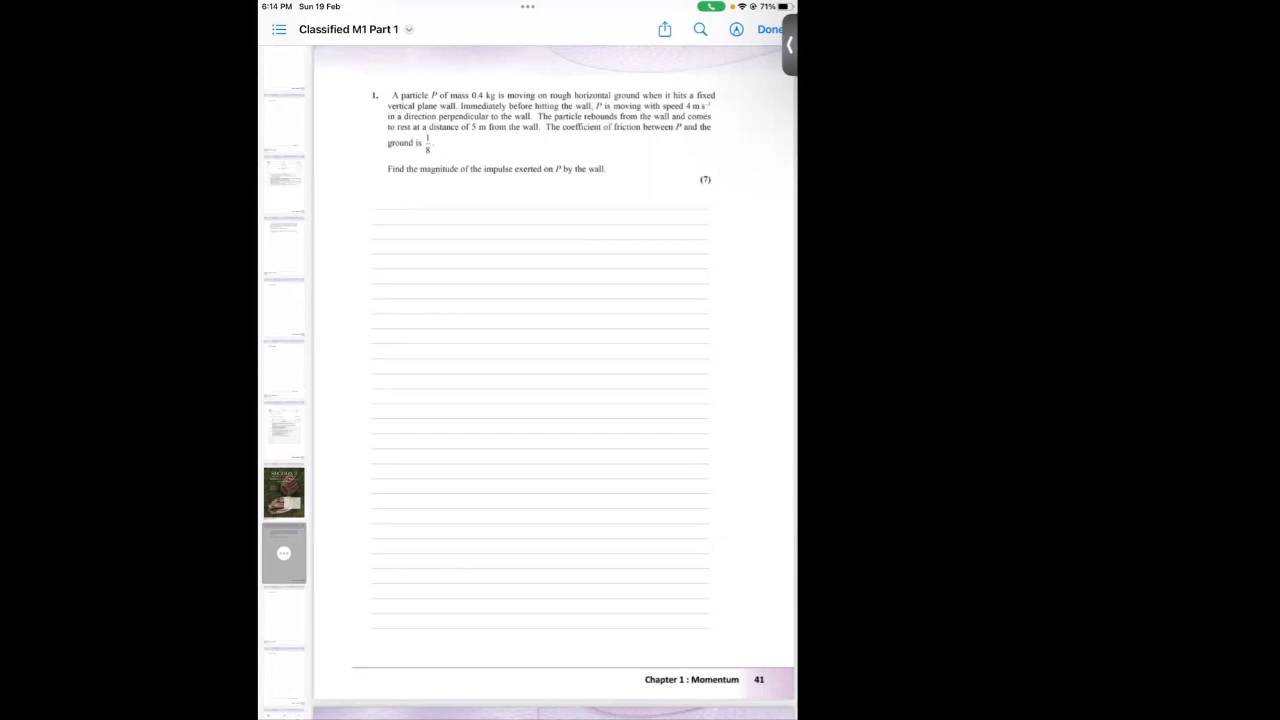 6:14 PM Sun 19 Feb
71%
Classified M1 Part 1
Done
1. A particle P of mass 0.4 kg is moving on rough horizontal ground when it hits a fixed
vertical plane wall. Immediately before hitting the wall, P is moving with speed 4 m s⁻¹
in a direction perpendicular to the wall. The particle rebounds from the wall and comes
to rest at a distance of 5 m from the wall. The coefficient of friction between P and the
ground is 1/8.
Find the magnitude of the impulse exerted on P by the wall.
(7)
SECTION 2
Chapter 1 : Momentum 41